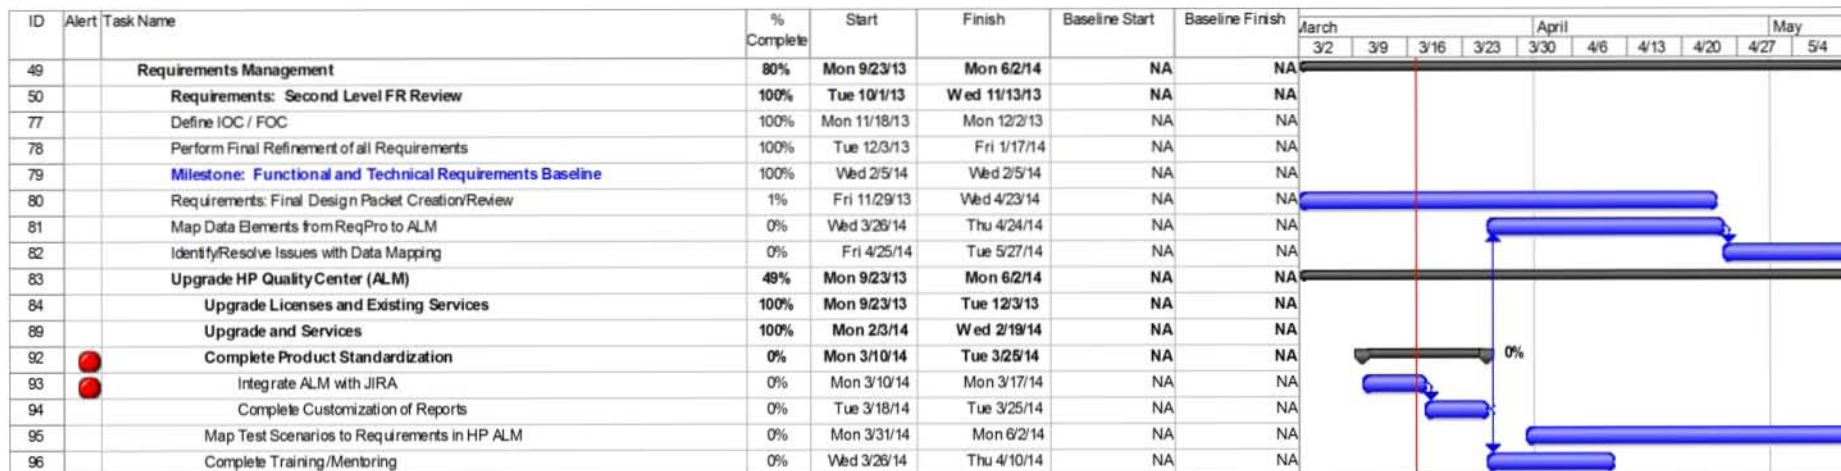 ID Alert Task Name % Complete Start Finish Baseline Start Baseline Finish
March April May
3/2 3/9 3/16 3/23 3/30 4/6 4/13 4/20 4/27 5/4
49 Requirements Management 80% Mon 9/23/13 Mon 6/2/14 NA NA
50 Requirements: Second Level FR Review 100% Tue 10/1/13 Wed 11/13/13 NA NA
77 Define IOC / FOC 100% Mon 11/18/13 Mon 12/2/13 NA NA
78 Perform Final Refinement of all Requirements 100% Tue 12/3/13 Fri 1/17/14 NA NA
79 Milestone: Functional and Technical Requirements Baseline 100% Wed 2/5/14 Wed 2/5/14 NA NA
80 Requirements: Final Design Packet Creation/Review 1% Fri 11/29/13 Wed 4/23/14 NA NA
81 Map Data Elements from ReqPro to ALM 0% Wed 3/26/14 Thu 4/24/14 NA NA
82 Identify/Resolve Issues with Data Mapping 0% Fri 4/25/14 Tue 5/27/14 NA NA
83 Upgrade HP Quality Center (ALM) 49% Mon 9/23/13 Mon 6/2/14 NA NA
84 Upgrade Licenses and Existing Services 100% Mon 9/23/13 Tue 12/3/13 NA NA
89 Upgrade and Services 100% Mon 2/3/14 Wed 2/19/14 NA NA
92 Complete Product Standardization 0% Mon 3/10/14 Tue 3/25/14 NA NA 0%
93 Integrate ALM with JIRA 0% Mon 3/10/14 Mon 3/17/14 NA NA
94 Complete Customization of Reports 0% Tue 3/18/14 Tue 3/25/14 NA NA
95 Map Test Scenarios to Requirements in HP ALM 0% Mon 3/31/14 Mon 6/2/14 NA NA
96 Complete Training/Mentoring 0% Wed 3/26/14 Thu 4/10/14 NA NA